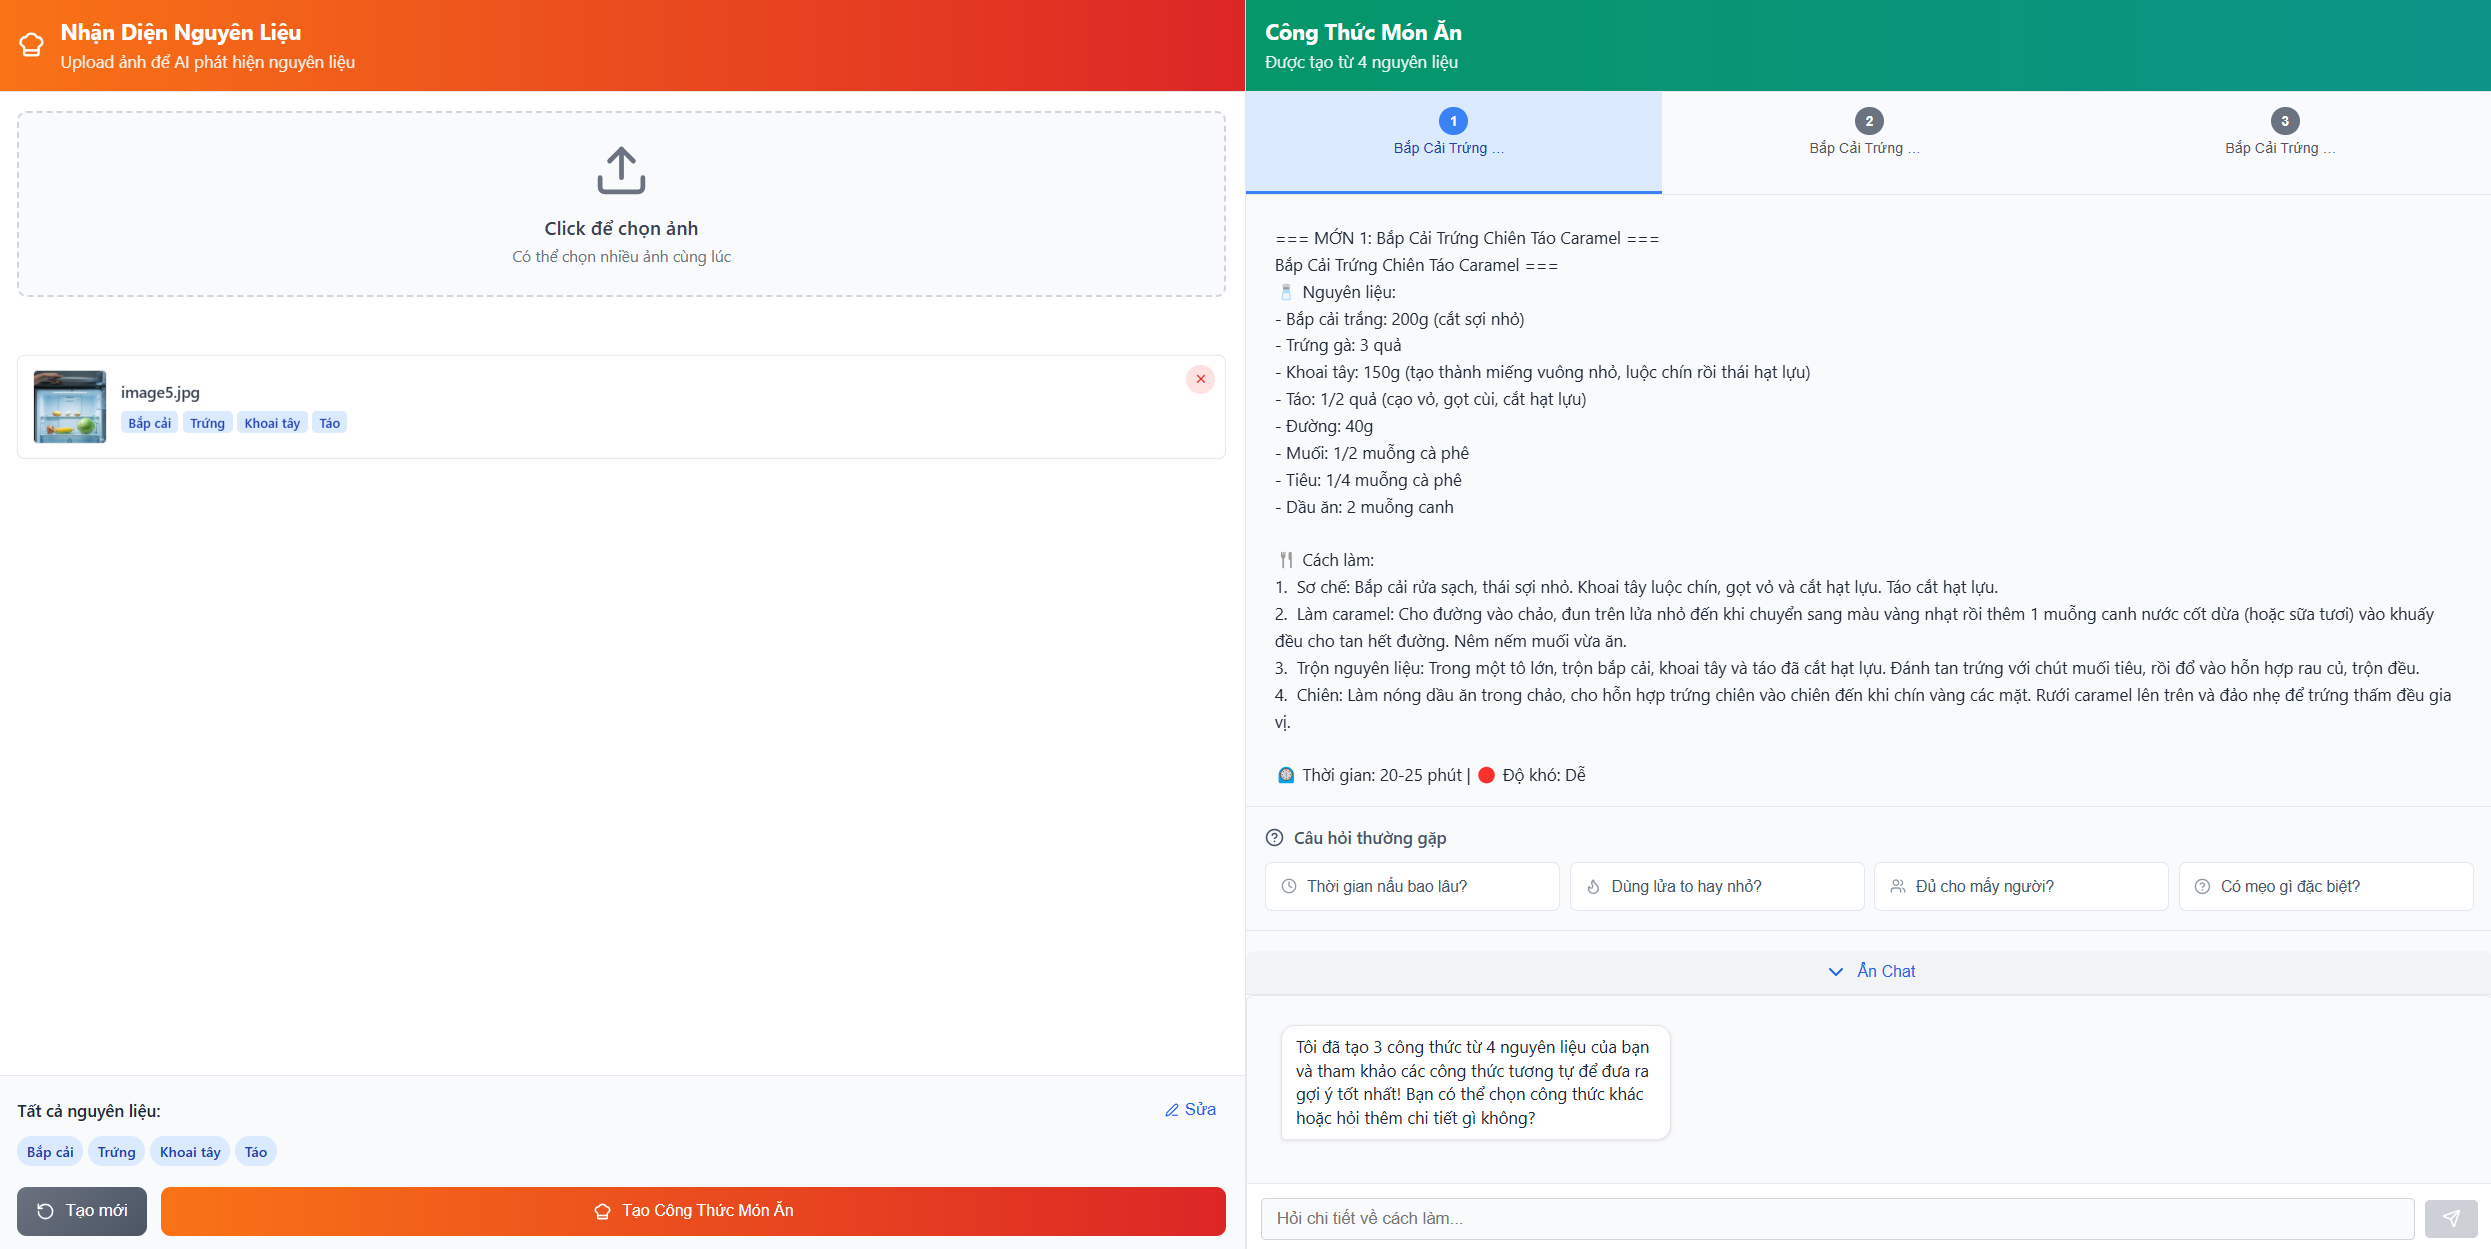 Nhận Diện Nguyên Liệu
Upload ảnh để AI phát hiện nguyên liệu
Click để chọn ảnh
Có thể chọn nhiều ảnh cùng lúc
image5.jpg
Bắp cải Trứng Khoai tây Táo
Tất cả nguyên liệu:
Sửa
Bắp cải Trứng Khoai tây Táo
Tạo mới
Tạo Công Thức Món Ăn
Công Thức Món Ăn
Được tạo từ 4 nguyên liệu
1
Bắp Cải Trứng ...
2
Bắp Cải Trứng ...
3
Bắp Cải Trứng ...
=== MỚN 1: Bắp Cải Trứng Chiên Táo Caramel ===
Bắp Cải Trứng Chiên Táo Caramel ===
Nguyên liệu:
- Bắp cải trắng: 200g (cắt sợi nhỏ)
- Trứng gà: 3 quả
- Khoai tây: 150g (tạo thành miếng vuông nhỏ, luộc chín rồi thái hạt lựu)
- Táo: 1/2 quả (cạo vỏ, gọt cùi, cắt hạt lựu)
- Đường: 40g
- Muối: 1/2 muỗng cà phê
- Tiêu: 1/4 muỗng cà phê
- Dầu ăn: 2 muỗng canh
Cách làm:
1. Sơ chế: Bắp cải rửa sạch, thái sợi nhỏ. Khoai tây luộc chín, gọt vỏ và cắt hạt lựu. Táo cắt hạt lựu.
2. Làm caramel: Cho đường vào chảo, đun trên lửa nhỏ đến khi chuyển sang màu vàng nhạt rồi thêm 1 muỗng canh nước cốt dừa (hoặc sữa tươi) vào khuấy
đều cho tan hết đường. Nêm nếm muối vừa ăn.
3. Trộn nguyên liệu: Trong một tô lớn, trộn bắp cải, khoai tây và táo đã cắt hạt lựu. Đánh tan trứng với chút muối tiêu, rồi đổ vào hỗn hợp rau củ, trộn đều.
4. Chiên: Làm nóng dầu ăn trong chảo, cho hỗn hợp trứng chiên vào chiên đến khi chín vàng các mặt. Rưới caramel lên trên và đảo nhẹ để trứng thấm đều gia
vị.
Thời gian: 20-25 phút | Độ khó: Dễ
Câu hỏi thường gặp
Thời gian nấu bao lâu?
Dùng lửa to hay nhỏ?
Đủ cho mấy người?
Có mẹo gì đặc biệt?
Ẩn Chat
Tôi đã tạo 3 công thức từ 4 nguyên liệu của bạn
và tham khảo các công thức tương tự để đưa ra
gợi ý tốt nhất! Bạn có thể chọn công thức khác
hoặc hỏi thêm chi tiết gì không?
Hỏi chi tiết về cách làm...